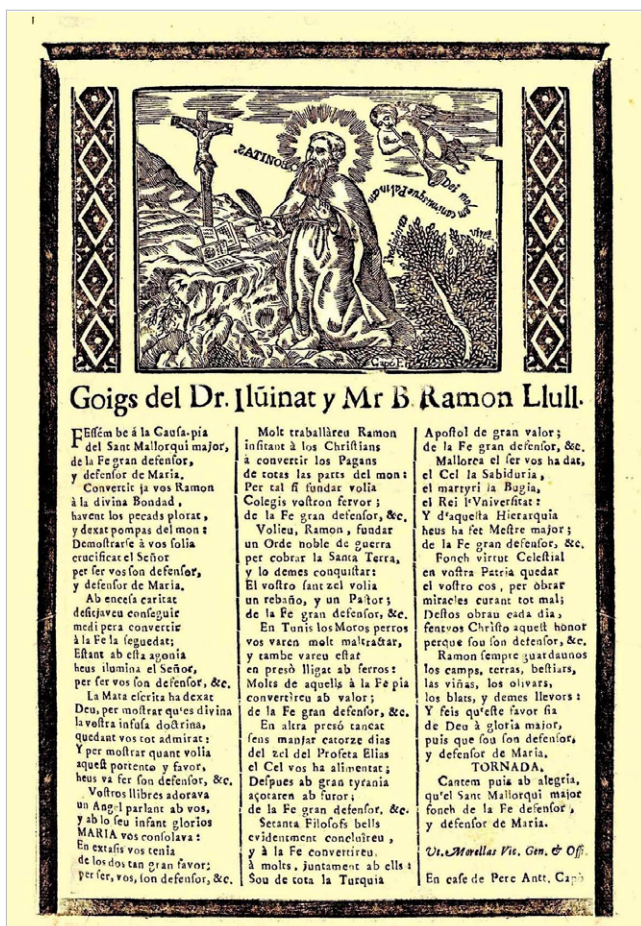 BONITAS.
Capó F.
Goigs del Dr. Ilũinat y Mr B. Ramon Llull.
FEſſém be á la Cauſa-pia
del Sant Mallorqui major,
de la Fe gran defenſor,
y defenſor de Maria.
Convertit ja vos Ramon
à la divina Bondad,
havent los pecads plorat,
y dexat pompas del mon:
Demoſtrarſe à vos ſolia
crucificat el Señor
per ſer vos ſon defenſor,
y defenſor de Maria.
Ab enceſa caritat
deſitjaveu conſeguir
medi pera convertir
à la Fe la ſeguedat;
Eſtant ab eſta agonia
heus ilumina el Señor,
per ſer vos ſon defenſor, &c.
La Mata eſcrita ha dexat
Deu, per moſtrar qu'es divina
la voſtra infuſa doctrina,
quedant vos tot admirat:
Y per moſtrar quant volia
aqueſt portento y favor,
heus va fer ſon defenſor, &c.
Voſtros llibres adorava
un Angel parlant ab vos,
y ab lo ſeu infant glorios
MARIA vos conſolava:
En extaſis vos tenia
de los dos tan gran favor;
per ſer, vos, ſon defenſor, &c.
Molt traballàreu Ramon
inſtant à los Chriſtians
à convertir los Pagans
de totas las parts del mon:
Per tal fi fundar volia
Colegis voſtron fervor;
de la Fe gran defenſor, &c.
Volieu, Ramon, fundar
un Orde noble de guerra
per cobrar la Santa Terra,
y lo demes conquiſtar:
El voſtro ſant zel volia
un rebaño, y un Paſtor;
de la Fe gran defenſor, &c.
En Tunis los Moros perros
vos varen molt maltractar,
y tambe vareu eſtar
en preſò lligat ab ferros:
Molts de aquells à la Fe pia
convertireu ab valor;
de la Fe gran defenſor, &c.
En altra preſó tancat
ſens manjar catorze dias
del zel del Profeta Elias
el Cel vos ha alimentat;
Deſpues ab gran tyrania
açotaren ab furor;
de la Fe gran defenſor, &c.
Setanta Filoſofs bells
evidentment concluìreu,
y à la Fe convertireu,
à molts, juntament ab ells:
Sou de tota la Turquia
Apoſtol de gran valor;
de la Fe gran defenſor, &c.
Mallorca el ſer vos ha dat,
el Cel la Sabiduria,
el martyri la Bugia,
el Rei l'Vniverſitat:
Y d'aqueſta Hierarquia
heus ha fet Meſtre major;
de la Fe gran defenſor, &c.
Fonch virtut Celeſtial
en voſtra Patria quedar
el voſtro cos, per obrar
miracles curant tot mal;
Deſtos obrau cada dia,
fentvos Chriſto aqueſt honor
perque ſou ſon defenſor, &c.
Ramon ſempre guardaunos
los camps, terras, beſtiars,
las viñas, los olivars,
los blats, y demes llevors:
Y feis qu'eſte favor ſia
de Deu à gloria major,
puis que ſou ſon defenſor,
y defenſor de Maria.
TORNADA.
Cantem puis ab alegria,
qu'el Sant Mallorqui major
fonch de la Fe defenſor,
y defenſor de Maria.
Vt. Morellas Vic. Gen. & Off.
En caſe de Pere Antt. Capò